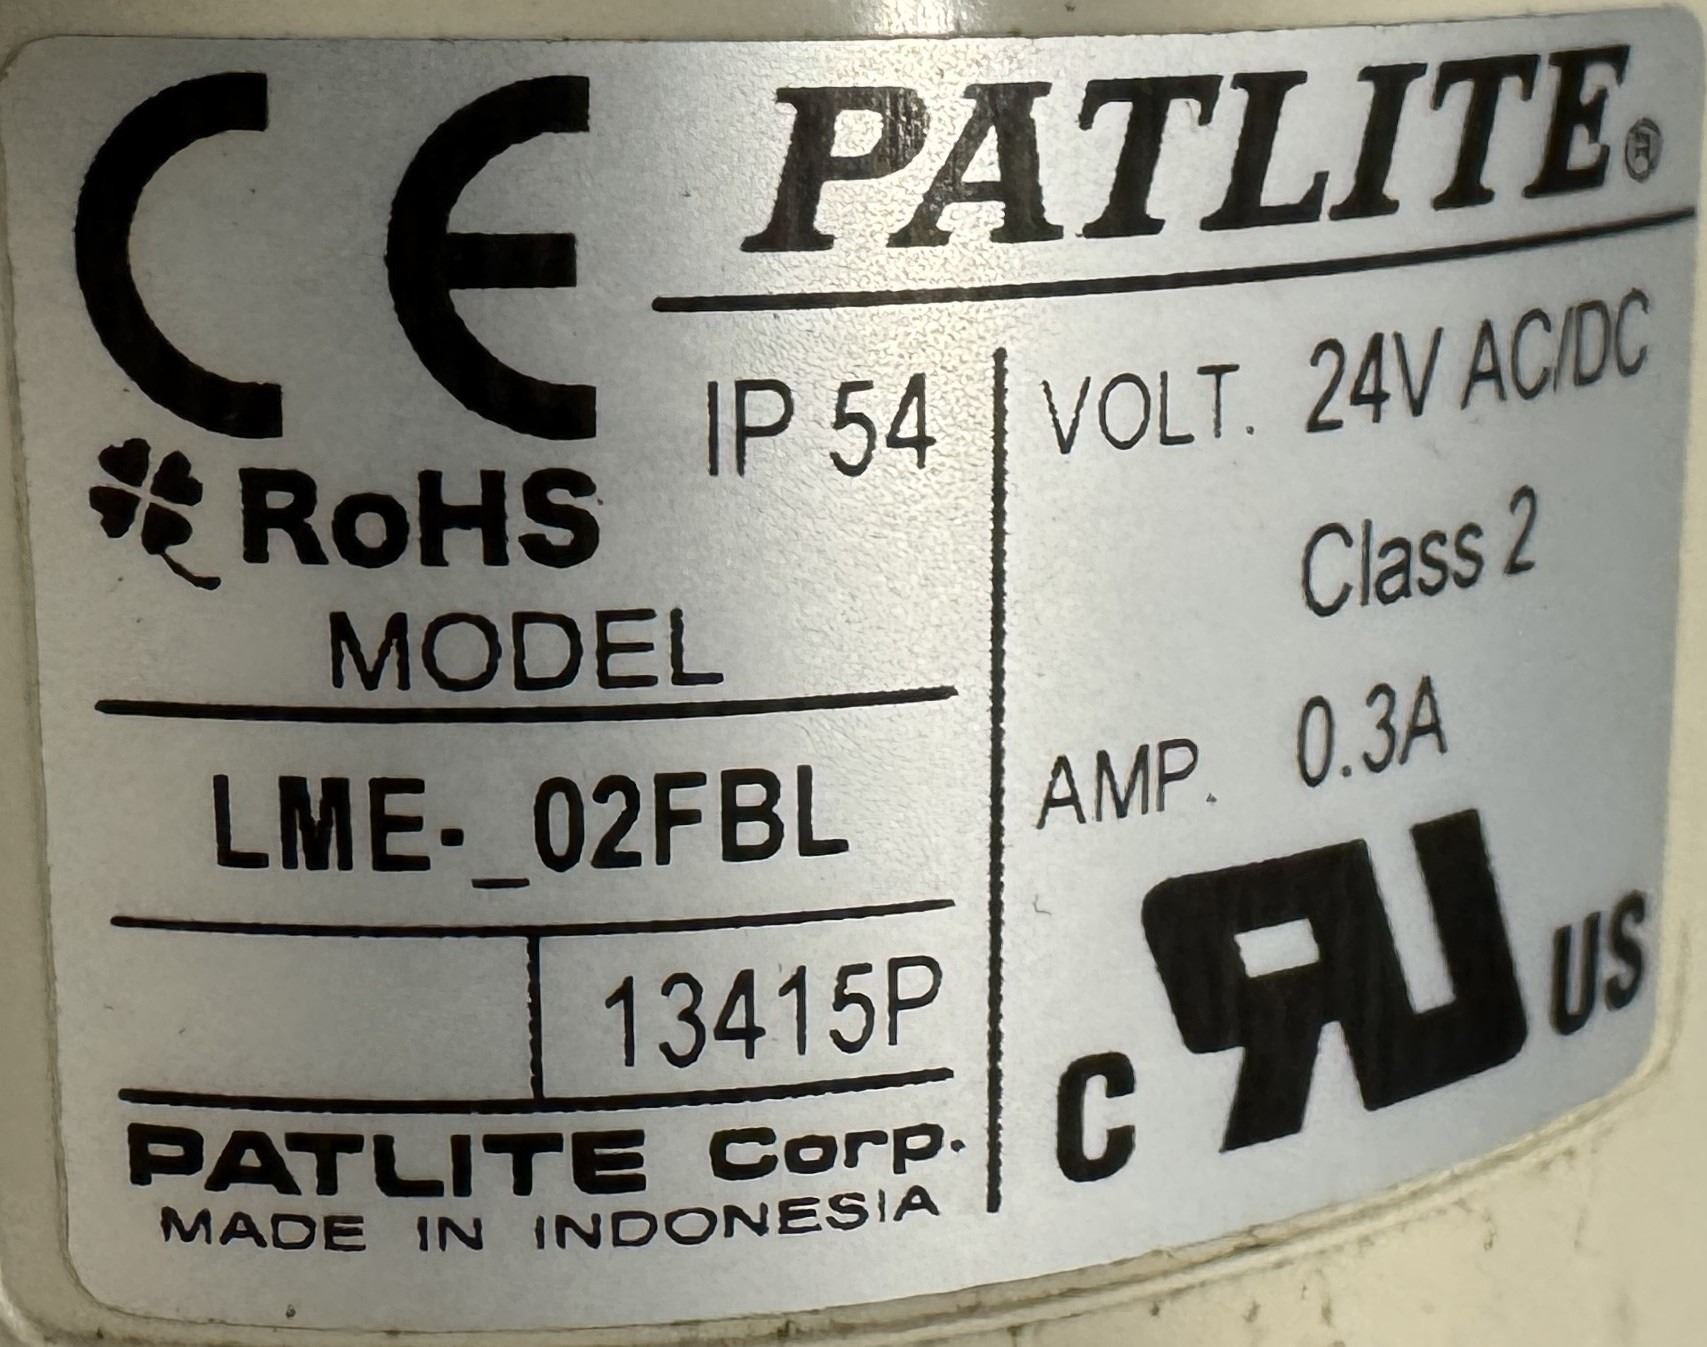 CE
PATLITE®
IP 54
VOLT. 24V AC/DC
Class 2
RoHS
MODEL
AMP. 0.3A
LME-_02FBL
13415P
C RU US
PATLITE Corp.
MADE IN INDONESIA